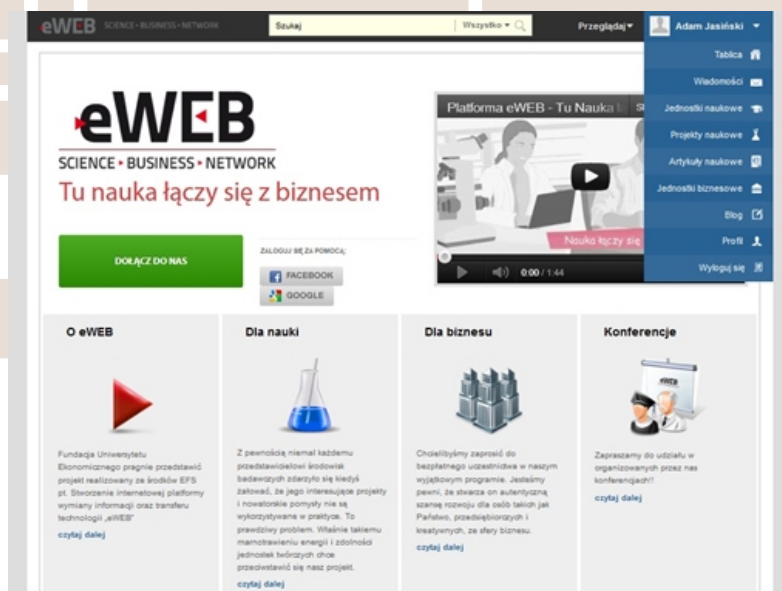 eWEB SCIENCE • BUSINESS • NETWORK Szukaj Wszystko Przeglądaj Adam Jasiński
Tablica
Wiadomości
Jednostki naukowe
Projekty naukowe
Artykuły naukowe
Jednostki biznesowe
Blog
Profil
Wyloguj się
eWEB
SCIENCE • BUSINESS • NETWORK
Tu nauka łączy się z biznesem
DOŁĄCZ DO NAS
ZALOGUJ SIĘ ZA POMOCĄ:
FACEBOOK
GOOGLE
Platforma eWEB - Tu Nauka
Nauka łączy się
0:00 / 1:44
O eWEB
Fundacja Uniwersytetu
Ekonomicznego pragnie przedstawić
projekt realizowany ze środków EFS
pt. Stworzenie internetowej platformy
wymiany informacji oraz transferu
technologii „eWEB"
czytaj dalej
Dla nauki
Z pewnością niemal każdemu
przedstawicielowi środowisk
badawczych zdarzyło się kiedyś
żałować, że jego interesujące projekty
i nowatorskie pomysły nie są
wykorzystywane w praktyce. To
prawdziwy problem. Właśnie takiemu
marnotrawieniu energii i zdolności
jednostek twórczych chce
przeciwstawić się nasz projekt.
czytaj dalej
Dla biznesu
Chcielibyśmy zaprosić do
bezpłatnego uczestnictwa w naszym
wyjątkowym programie. Jesteśmy
pewni, że stwarza on autentyczną
szansę rozwoju dla osób takich jak
Państwo, przedsiębiorczych i
kreatywnych, ze sfery biznesu.
czytaj dalej
Konferencje
eWEB
Zapraszamy do udziału w
organizowanych przez nas
konferencjach!!
czytaj dalej